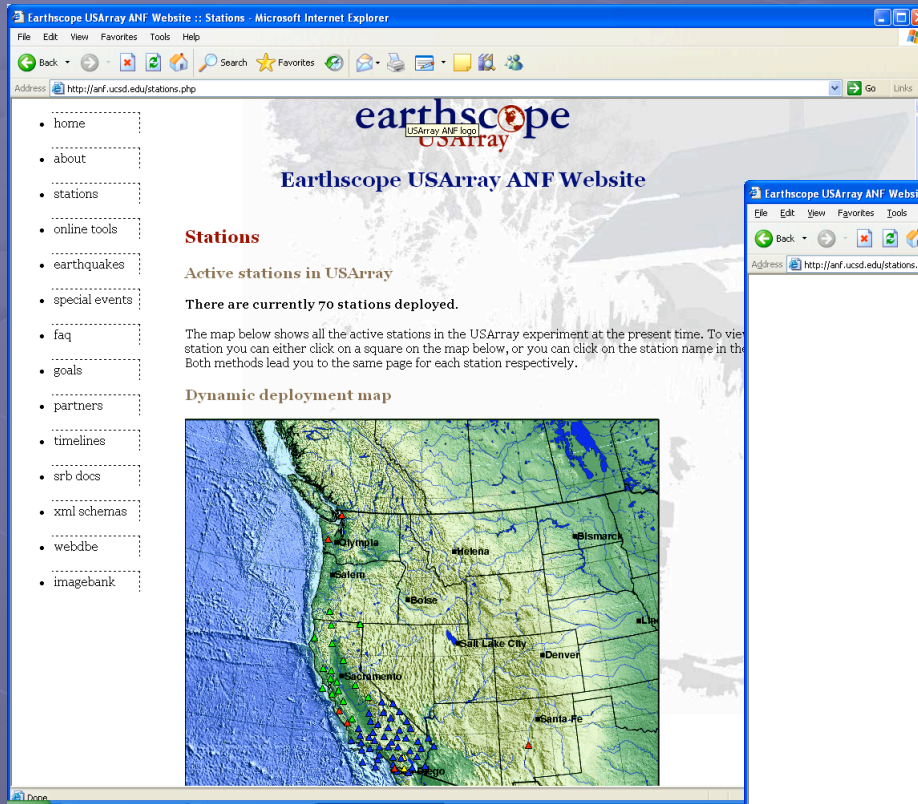 Earthscope USArray ANF Website :: Stations - Microsoft Internet Explorer
File Edit View Favorites Tools Help
Back Search Favorites
Address http://anf.ucsd.edu/stations.php Go Links
home
about
stations
online tools
earthquakes
special events
faq
goals
partners
timelines
srb docs
xml schemas
webdbe
imagebank
earthscope
USArray
USArray ANF logo
Earthscope USArray ANF Website
Stations
Active stations in USArray
There are currently 70 stations deployed.
The map below shows all the active stations in the USArray experiment at the present time. To view
station you can either click on a square on the map below, or you can click on the station name in the
Both methods lead you to the same page for each station respectively.
Dynamic deployment map
Olympia
Helena
Bismarck
Salem
Boise
Salt Lake City
Denver
Sacramento
Santa Fe
Done
Earthscope USArray ANF Websi
File Edit View Favorites Tools
Back
Address http://anf.ucsd.edu/stations.